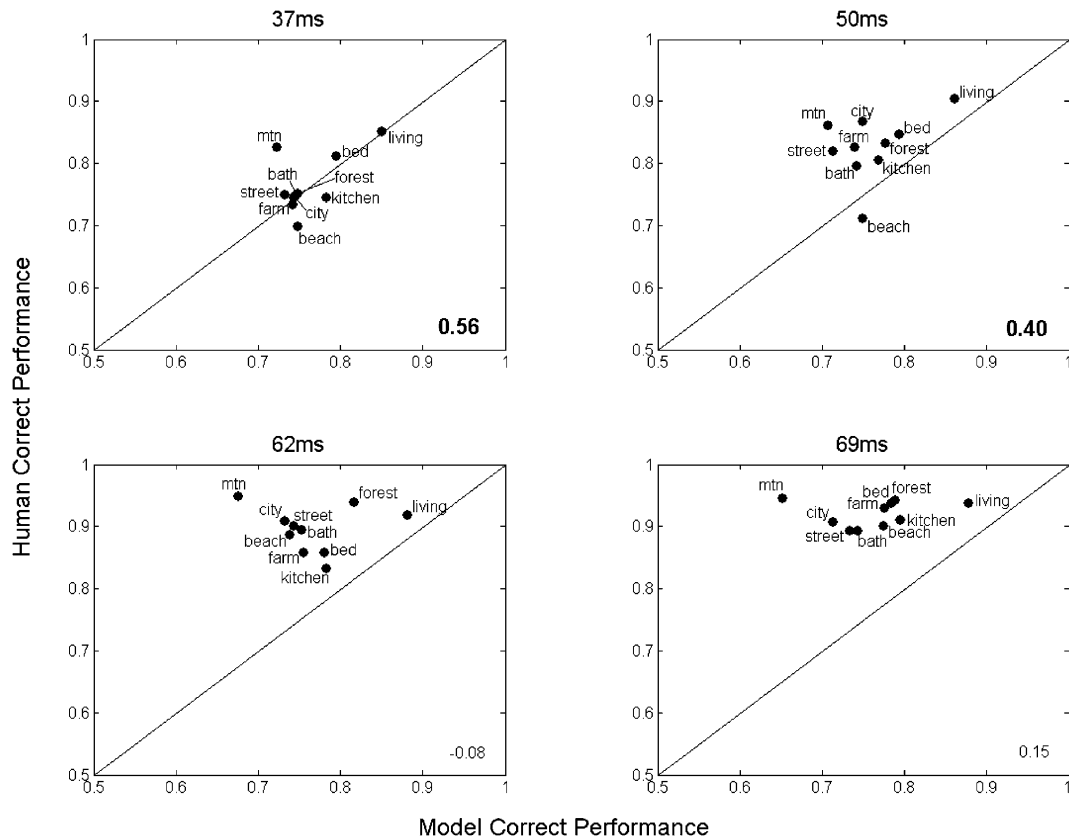 37ms
50ms
1
0.9
0.8
0.7
0.6
0.5
0.5
0.6
0.7
0.8
0.9
1
mtn
living
bed
bath
forest
street
kitchen
farm
city
beach
0.56
1
0.9
0.8
0.7
0.6
0.5
0.5
0.6
0.7
0.8
0.9
1
living
mtn
city
bed
farm
street
forest
kitchen
bath
beach
0.40
Human Correct Performance
62ms
69ms
1
0.9
0.8
0.7
0.6
0.5
0.5
0.6
0.7
0.8
0.9
1
mtn
forest
living
city
street
bath
beach
farm
bed
kitchen
-0.08
1
0.9
0.8
0.7
0.6
0.5
0.5
0.6
0.7
0.8
0.9
1
mtn
bed
forest
farm
living
city
kitchen
street
bath
beach
0.15
Model Correct Performance